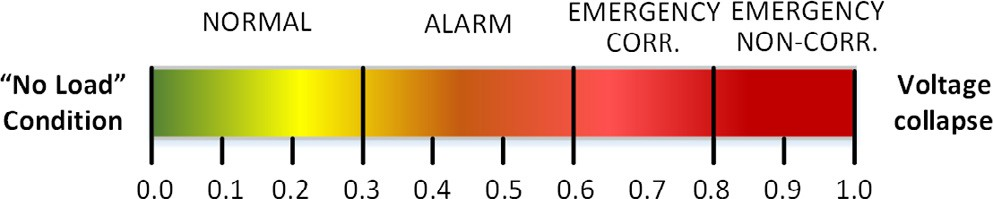 NORMAL
ALARM
EMERGENCY
CORR.
EMERGENCY
NON-CORR.
“No Load”
Condition
Voltage
collapse
0.0 0.1 0.2 0.3 0.4 0.5 0.6 0.7 0.8 0.9 1.0